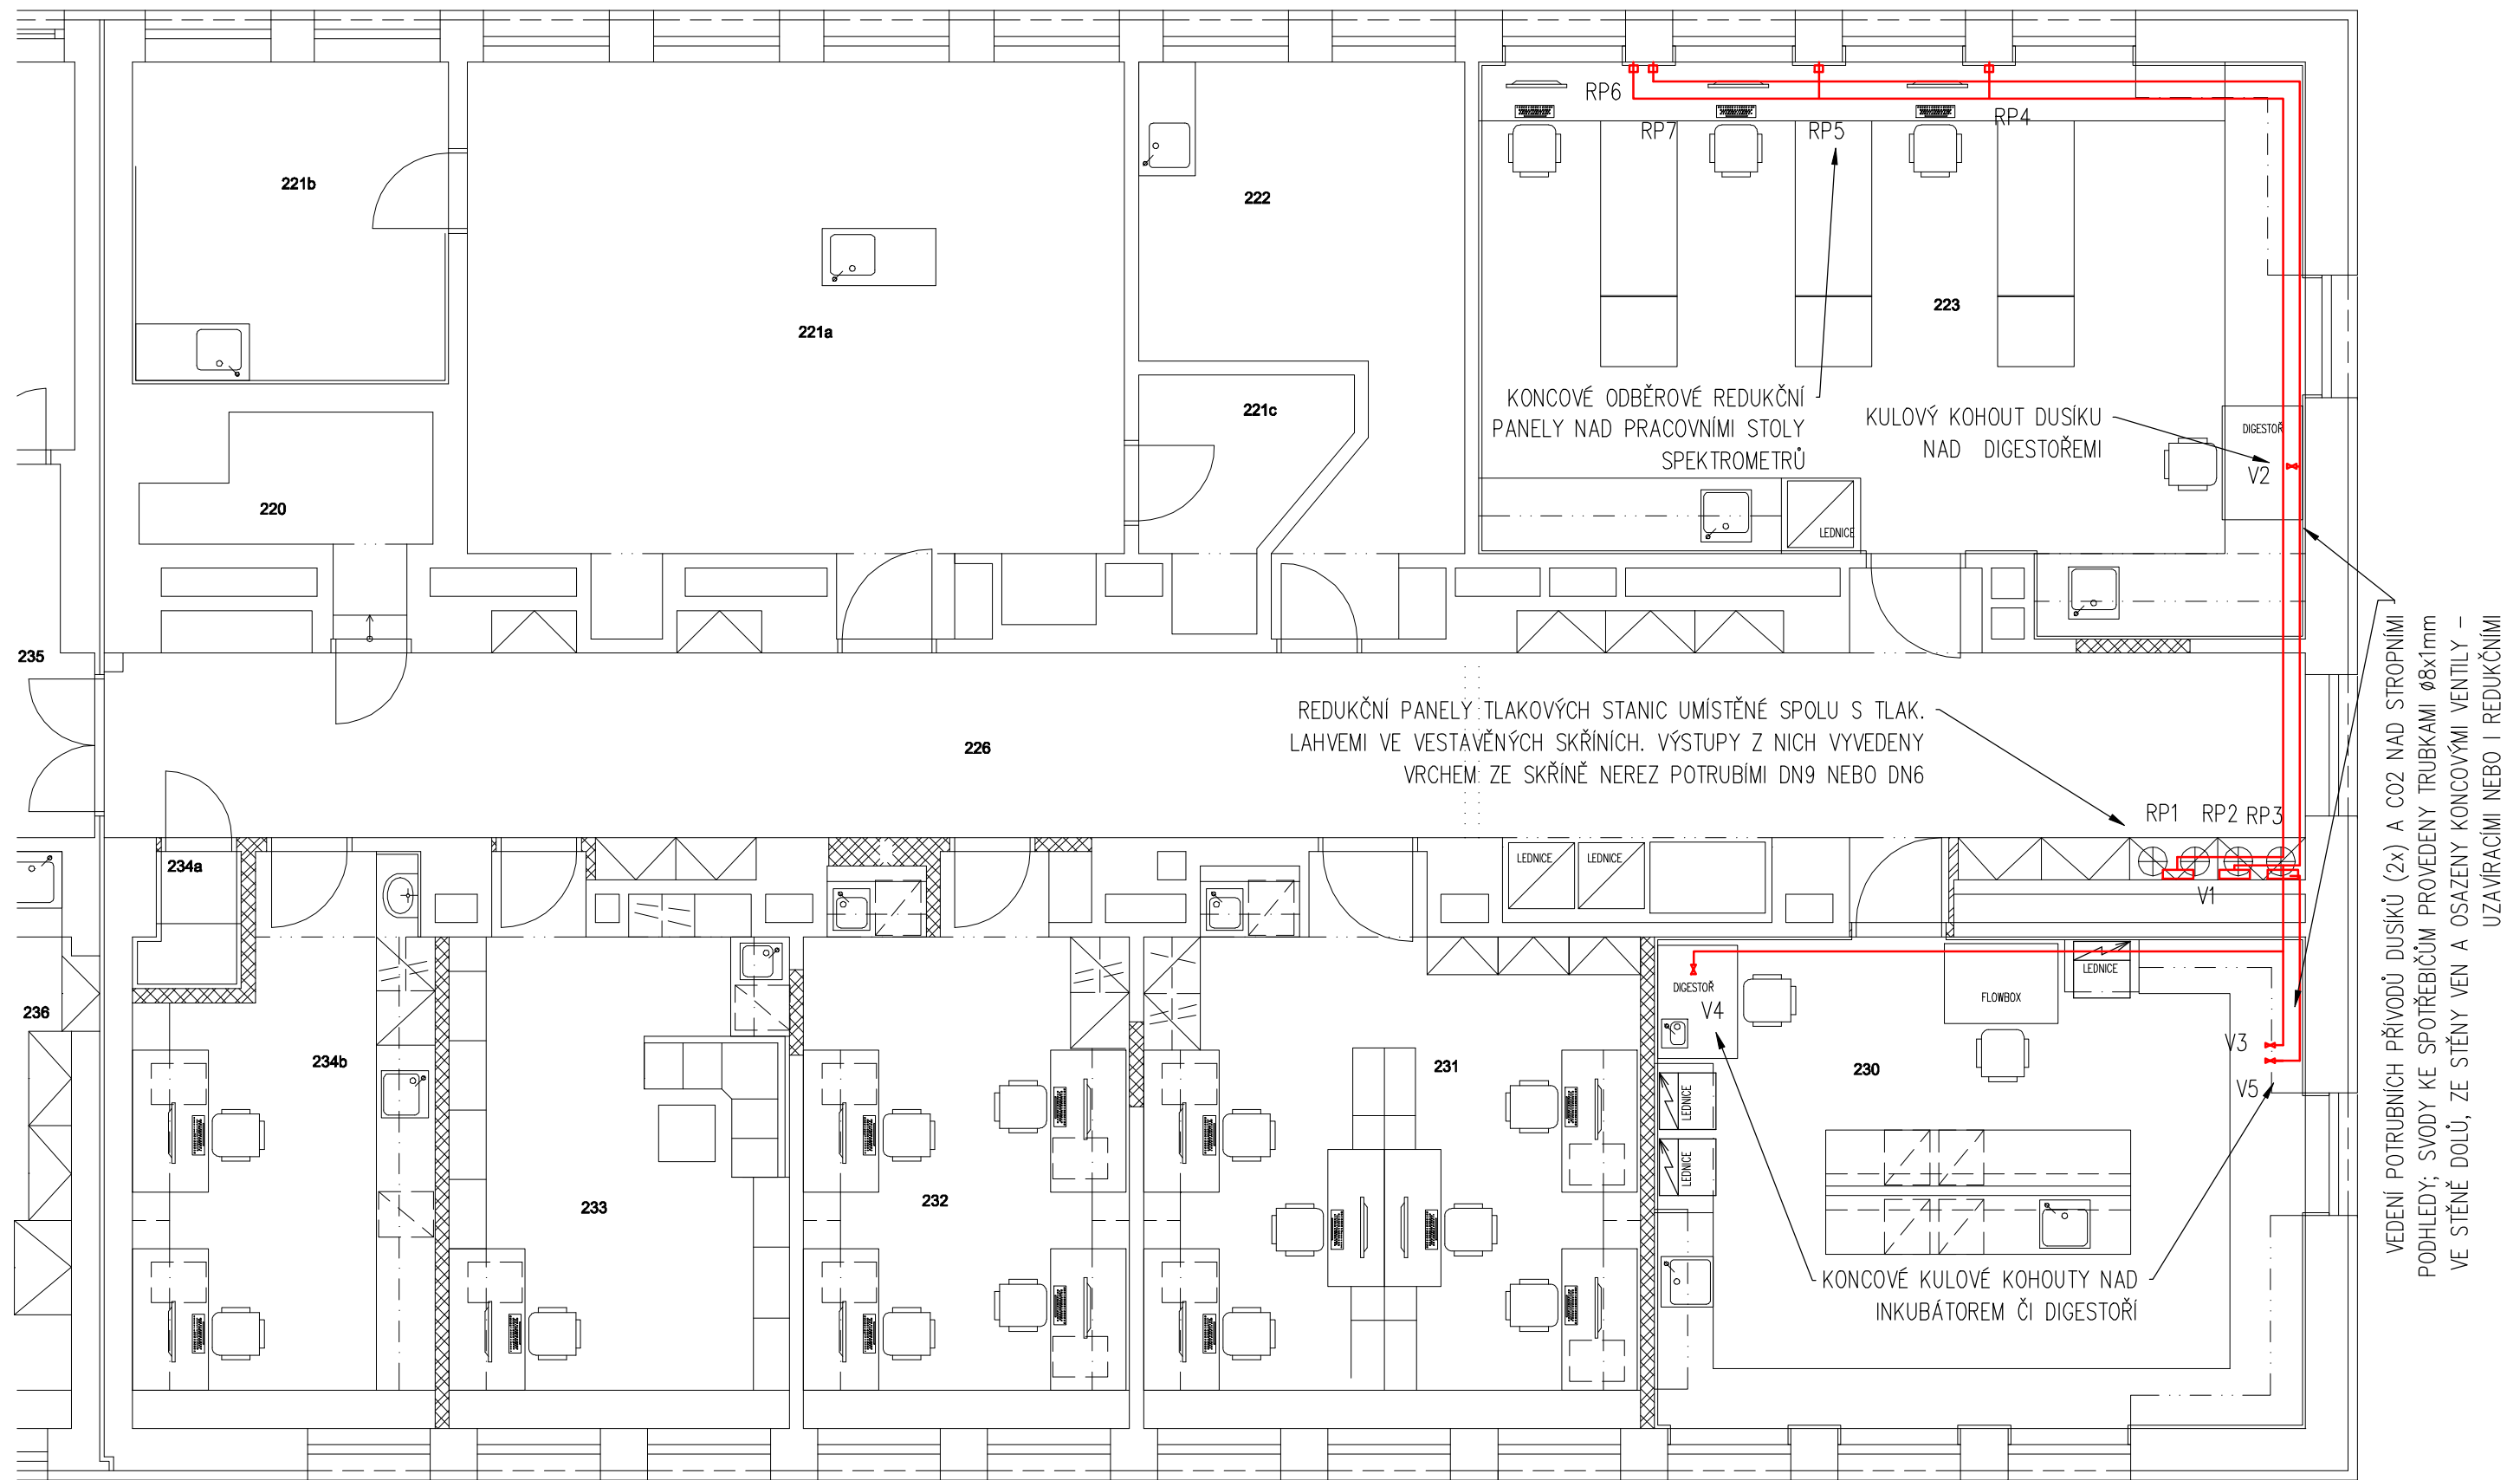 RP6
RP7
RP5
RP4
221b
222
223
221a
221c
220
KONCOVÉ ODBĚROVÉ REDUKČNÍ
PANELY NAD PRACOVNÍMI STOLY
SPEKTROMETRŮ
KULOVÝ KOHOUT DUSÍKU
NAD DIGESTOŘEMI
DIGESTOŘ
V2
LEDNICE
235
226
REDUKČNÍ PANELY TLAKOVÝCH STANIC UMÍSTĚNÉ SPOLU S TLAK.
LAHVEMI VE VESTAVĚNÝCH SKŘÍNÍCH. VÝSTUPY Z NICH VYVEDENY
VRCHEM ZE SKŘÍNĚ NEREZ POTRUBÍMI DN9 NEBO DN6
RP1
RP2
RP3
V1
234a
LEDNICE
LEDNICE
236
234b
233
232
231
230
DIGESTOŘ
V4
FLOWBOX
LEDNICE
LEDNICE
LEDNICE
V3
V5
KONCOVÉ KULOVÉ KOHOUTY NAD
INKUBÁTOREM ČI DIGESTOŘÍ
VEDENÍ POTRUBNÍCH PŘÍVODŮ DUSÍKŮ (2x) A CO2 NAD STROPNÍMI
PODHLEDY; SVODY KE SPOTŘEBIČŮM PROVEDENY TRUBKAMI ø8x1mm
VE STĚNĚ DOLŮ, ZE STĚNY VEN A OSAZENY KONCOVÝMI VENTILY –
UZAVÍRACÍMI NEBO I REDUKČNÍMI